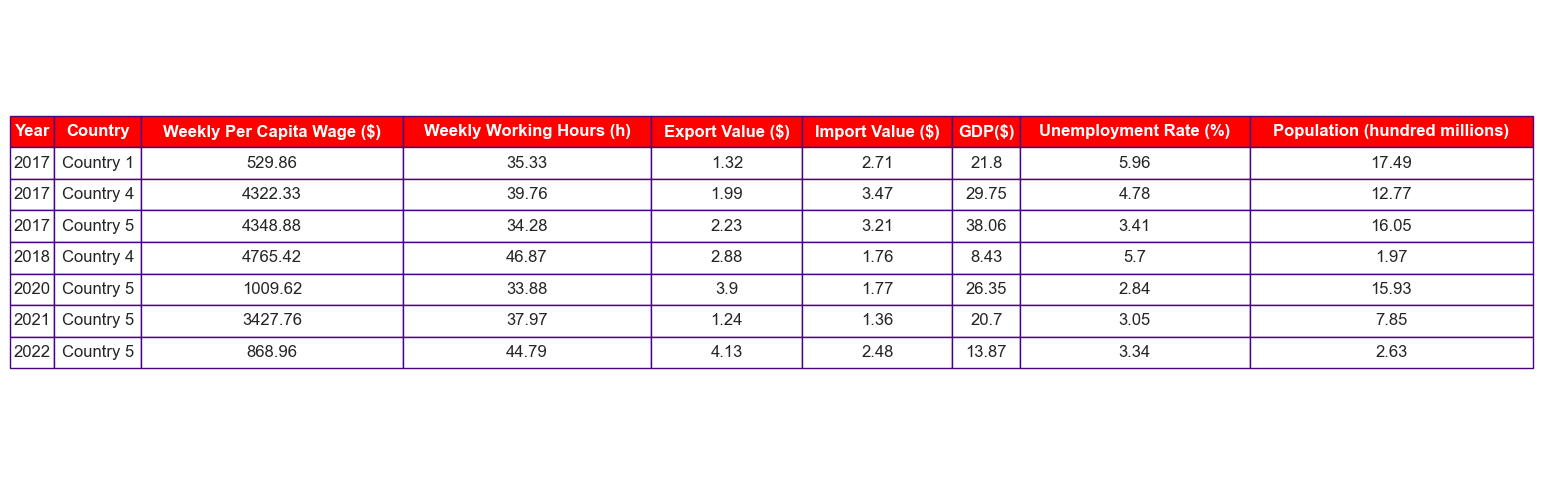 Year Country Weekly Per Capita Wage ($) Weekly Working Hours (h) Export Value ($) Import Value ($) GDP($) Unemployment Rate (%) Population (hundred millions)
2017 Country 1 529.86 35.33 1.32 2.71 21.8 5.96 17.49
2017 Country 4 4322.33 39.76 1.99 3.47 29.75 4.78 12.77
2017 Country 5 4348.88 34.28 2.23 3.21 38.06 3.41 16.05
2018 Country 4 4765.42 46.87 2.88 1.76 8.43 5.7 1.97
2020 Country 5 1009.62 33.88 3.9 1.77 26.35 2.84 15.93
2021 Country 5 3427.76 37.97 1.24 1.36 20.7 3.05 7.85
2022 Country 5 868.96 44.79 4.13 2.48 13.87 3.34 2.63